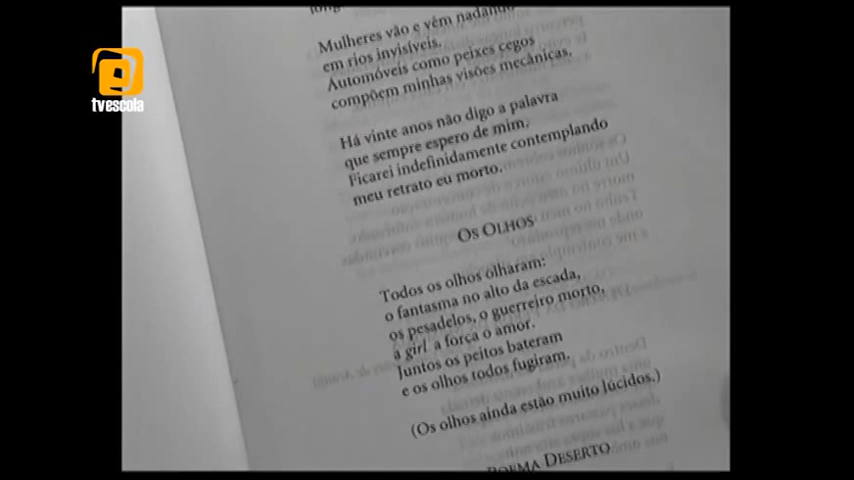 Mulheres vão e vêm nadando
em rios invisíveis.
Automóveis como peixes cegos
compõem minhas visões mecânicas.
Há vinte anos não digo a palavra
que sempre espero de mim.
Ficarei indefinidamente contemplando
meu retrato eu morto.
OS OLHOS
Todos os olhos olharam:
o fantasma no alto da escada,
os pesadelos, o guerreiro morto,
a girl a força o amor.
Juntos os peitos bateram
e os olhos todos fugiram.
(Os olhos ainda estão muito lúcidos.)
POEMA DESERTO
tvescola